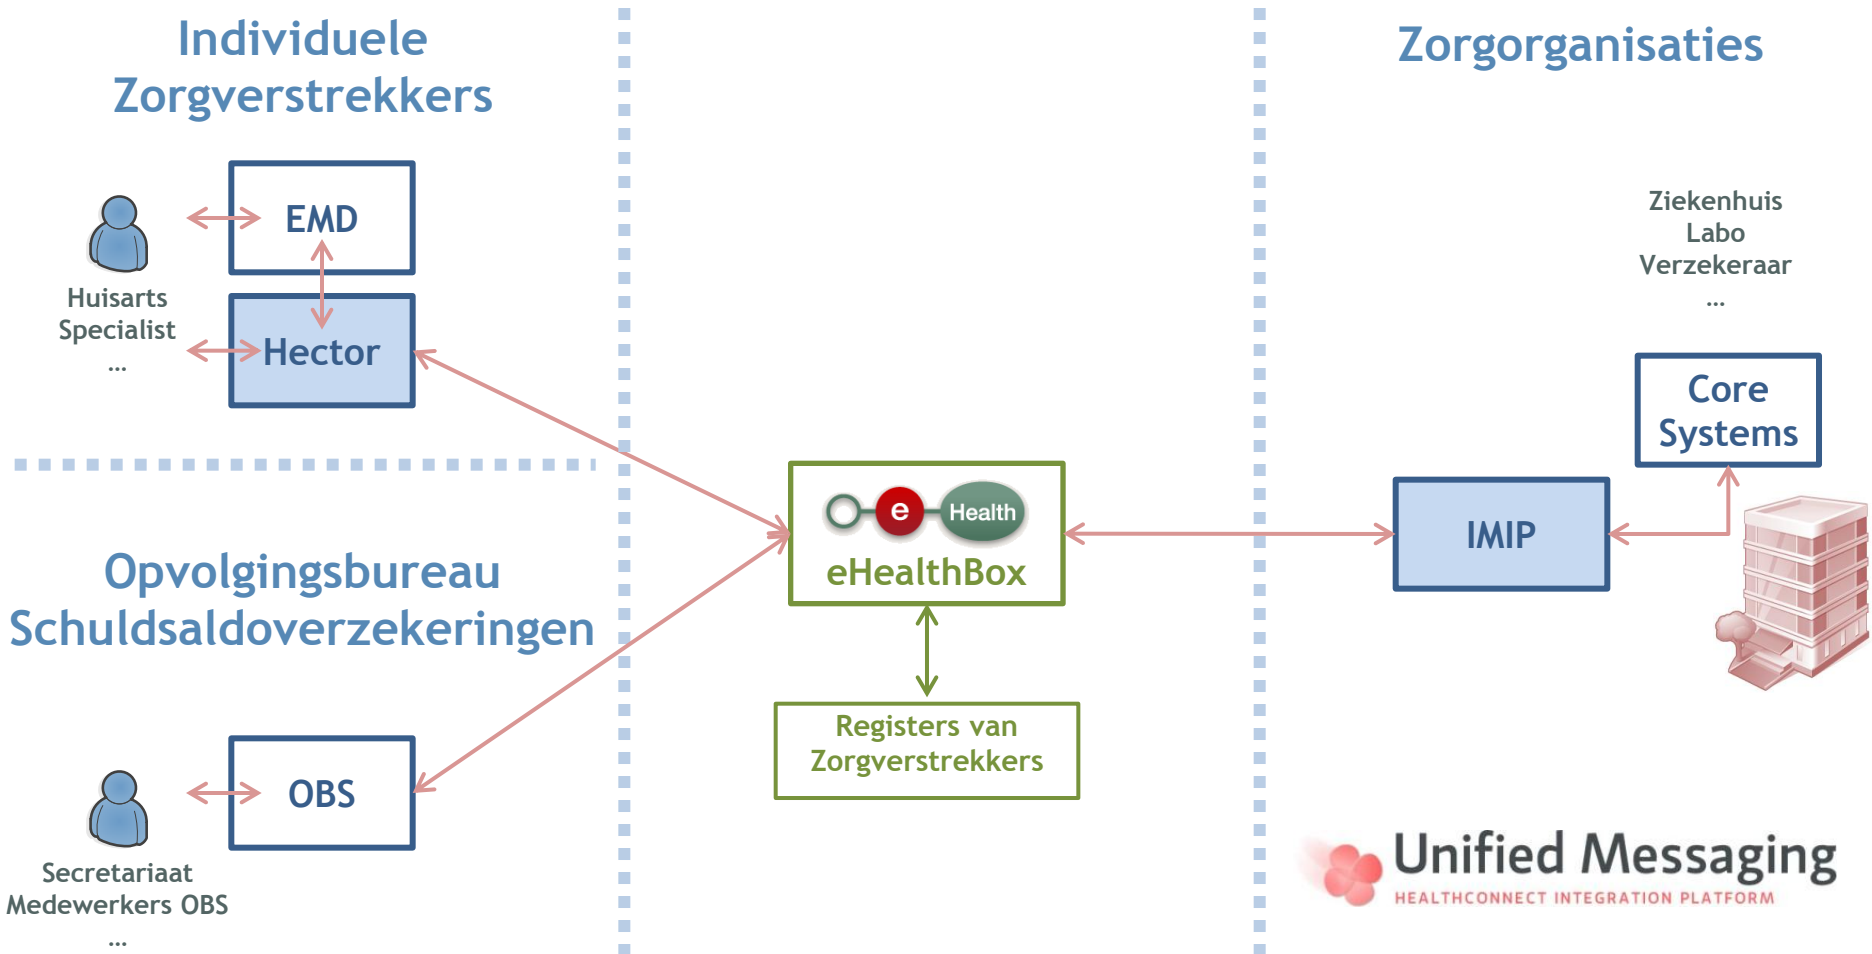 Individuele
Zorgverstrekkers
EMD
Huisarts
Specialist
...
Hector
Opvolgingsbureau
Schuldsaldoverzekeringen
OBS
Secretariaat
Medewerkers OBS
...
e Health
eHealthBox
Registers van
Zorgverstrekkers
Zorgorganisaties
Ziekenhuis
Labo
Verzekeraar
...
Core
Systems
IMIP
Unified Messaging
HEALTHCONNECT INTEGRATION PLATFORM